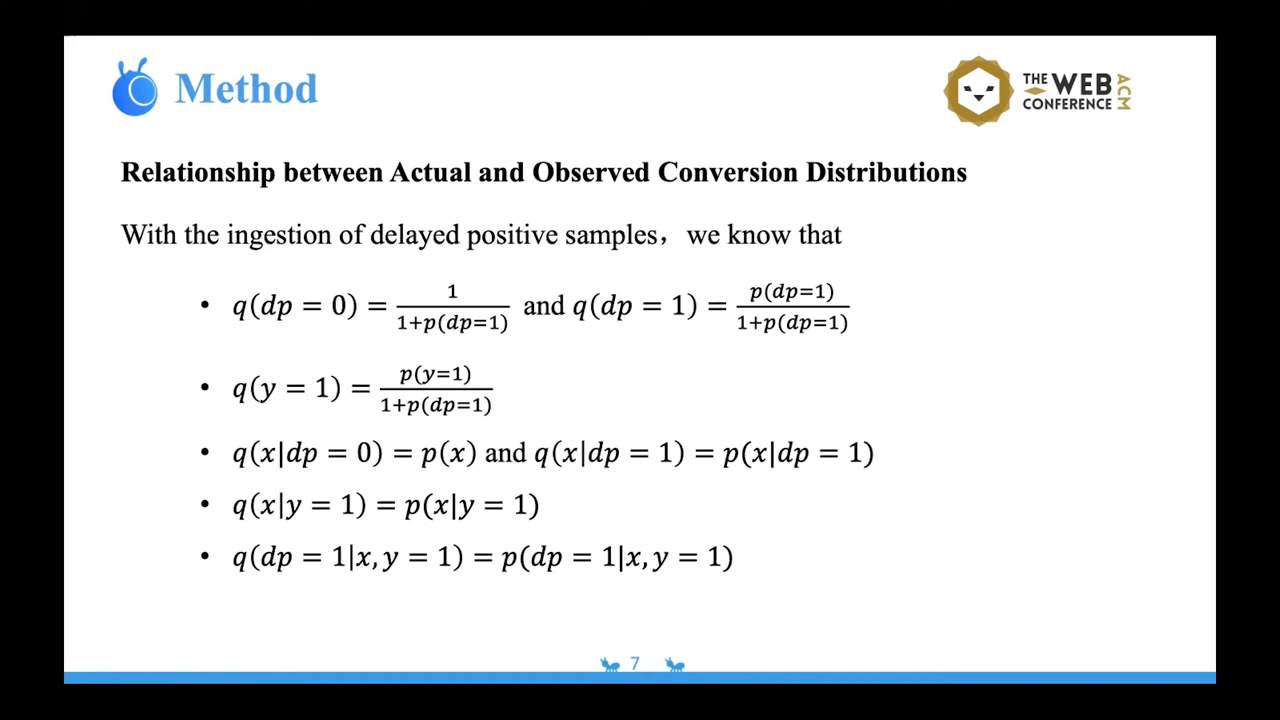 Method
THE WEB CONFERENCE ACM
Relationship between Actual and Observed Conversion Distributions
With the ingestion of delayed positive samples，we know that
• q(dp = 0) = 1/(1+p(dp=1)) and q(dp = 1) = p(dp=1)/(1+p(dp=1))
• q(y = 1) = p(y=1)/(1+p(dp=1))
• q(x|dp = 0) = p(x) and q(x|dp = 1) = p(x|dp = 1)
• q(x|y = 1) = p(x|y = 1)
• q(dp = 1|x, y = 1) = p(dp = 1|x, y = 1)
7